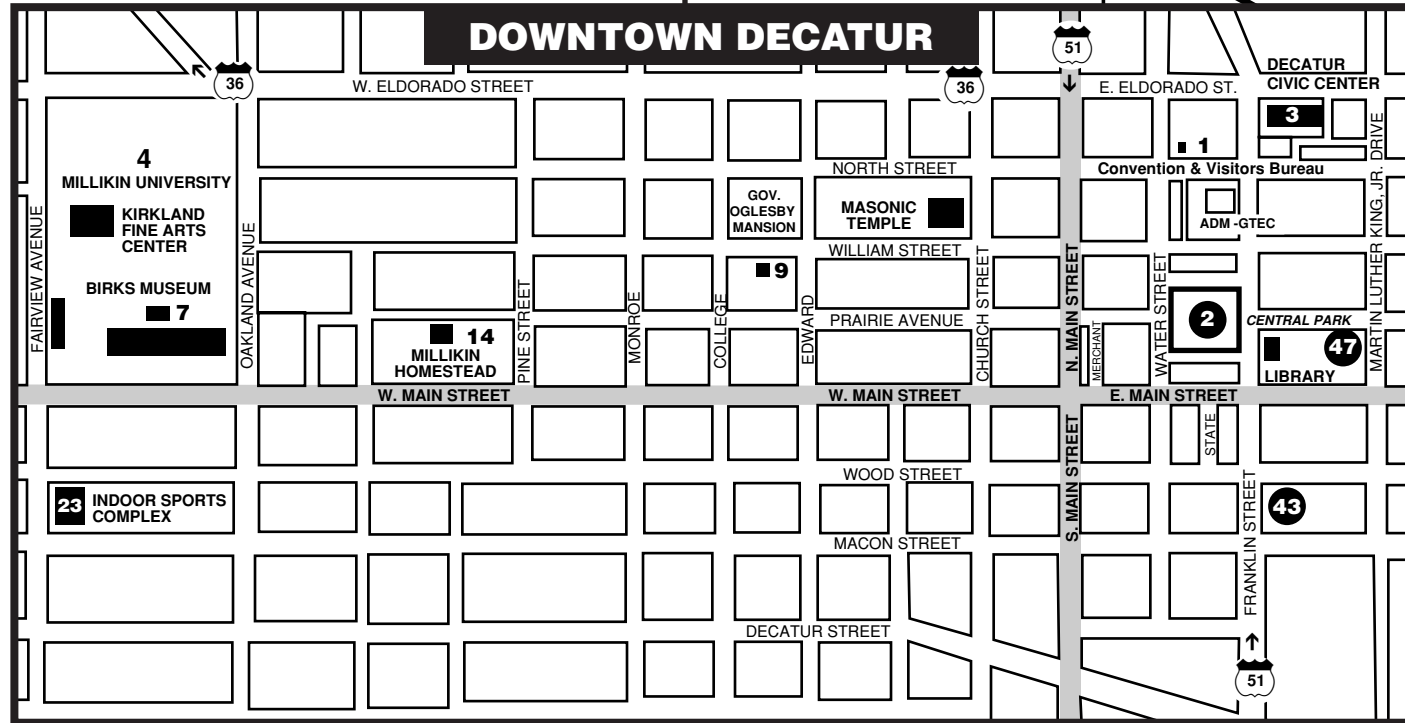 DOWNTOWN DECATUR
51
36
W. ELDORADO STREET
36
E. ELDORADO ST.
DECATUR
CIVIC CENTER
3
4
MILLIKIN UNIVERSITY
KIRKLAND
FINE ARTS
CENTER
BIRKS MUSEUM
7
FAIRVIEW AVENUE
OAKLAND AVENUE
NORTH STREET
1
Convention & Visitors Bureau
GOV.
OGLESBY
MANSION
MASONIC
TEMPLE
ADM -GTEC
WILLIAM STREET
9
PRAIRIE AVENUE
14
MILLIKIN
HOMESTEAD
PINE STREET
MONROE
COLLEGE
EDWARD
CHURCH STREET
N. MAIN STREET
MERCHANT
WATER STREET
2
CENTRAL PARK
47
LIBRARY
MARTIN LUTHER KING, JR. DRIVE
W. MAIN STREET
W. MAIN STREET
E. MAIN STREET
STATE
WOOD STREET
S. MAIN STREET
23
INDOOR SPORTS
COMPLEX
43
FRANKLIN STREET
MACON STREET
DECATUR STREET
51